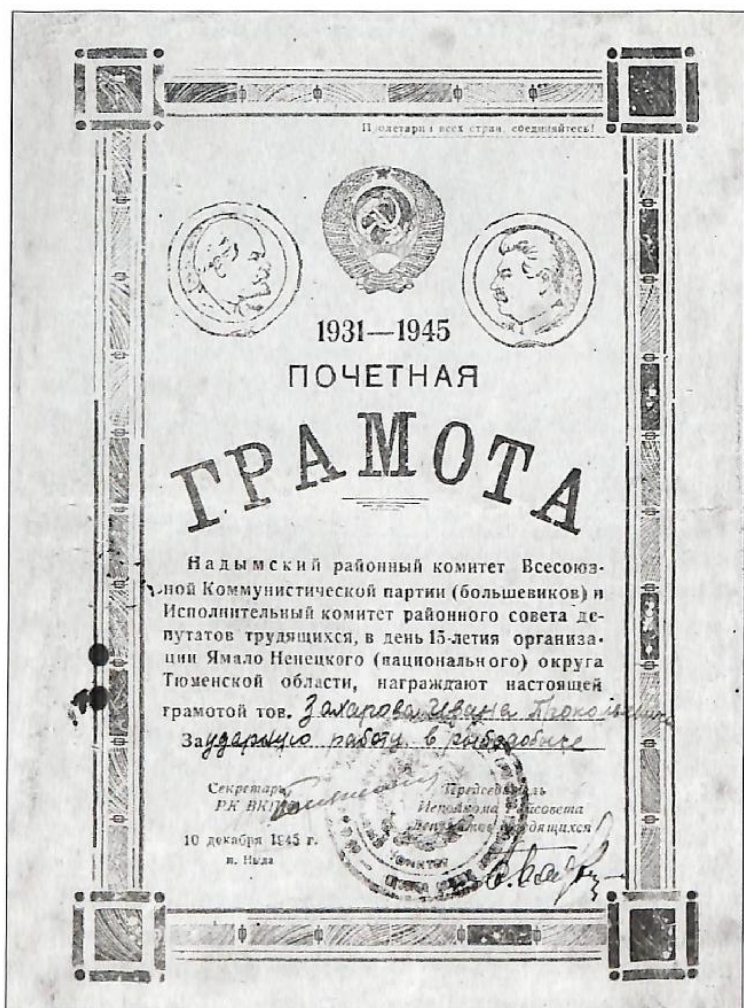 Пролетарии всех стран, соединяйтесь!
1931—1945
ПОЧЕТНАЯ
ГРАМОТА
Надымский районный комитет Всесоюз-
ной Коммунистической партии (большевиков) и
Исполнительный комитет районного совета де-
путатов трудящихся, в день 15-летия организа-
ции Ямало Ненецкого (национального) округа
Тюменской области, награждают настоящей
грамотой тов. Захарова Ивана Прокопьевича
За ударную работу в рыбодобыче
Секретарь
РК ВКП(б)
Председатель
Исполкома Райсовета
депутатов трудящихся
10 декабря 1945 г.
п. Ныда